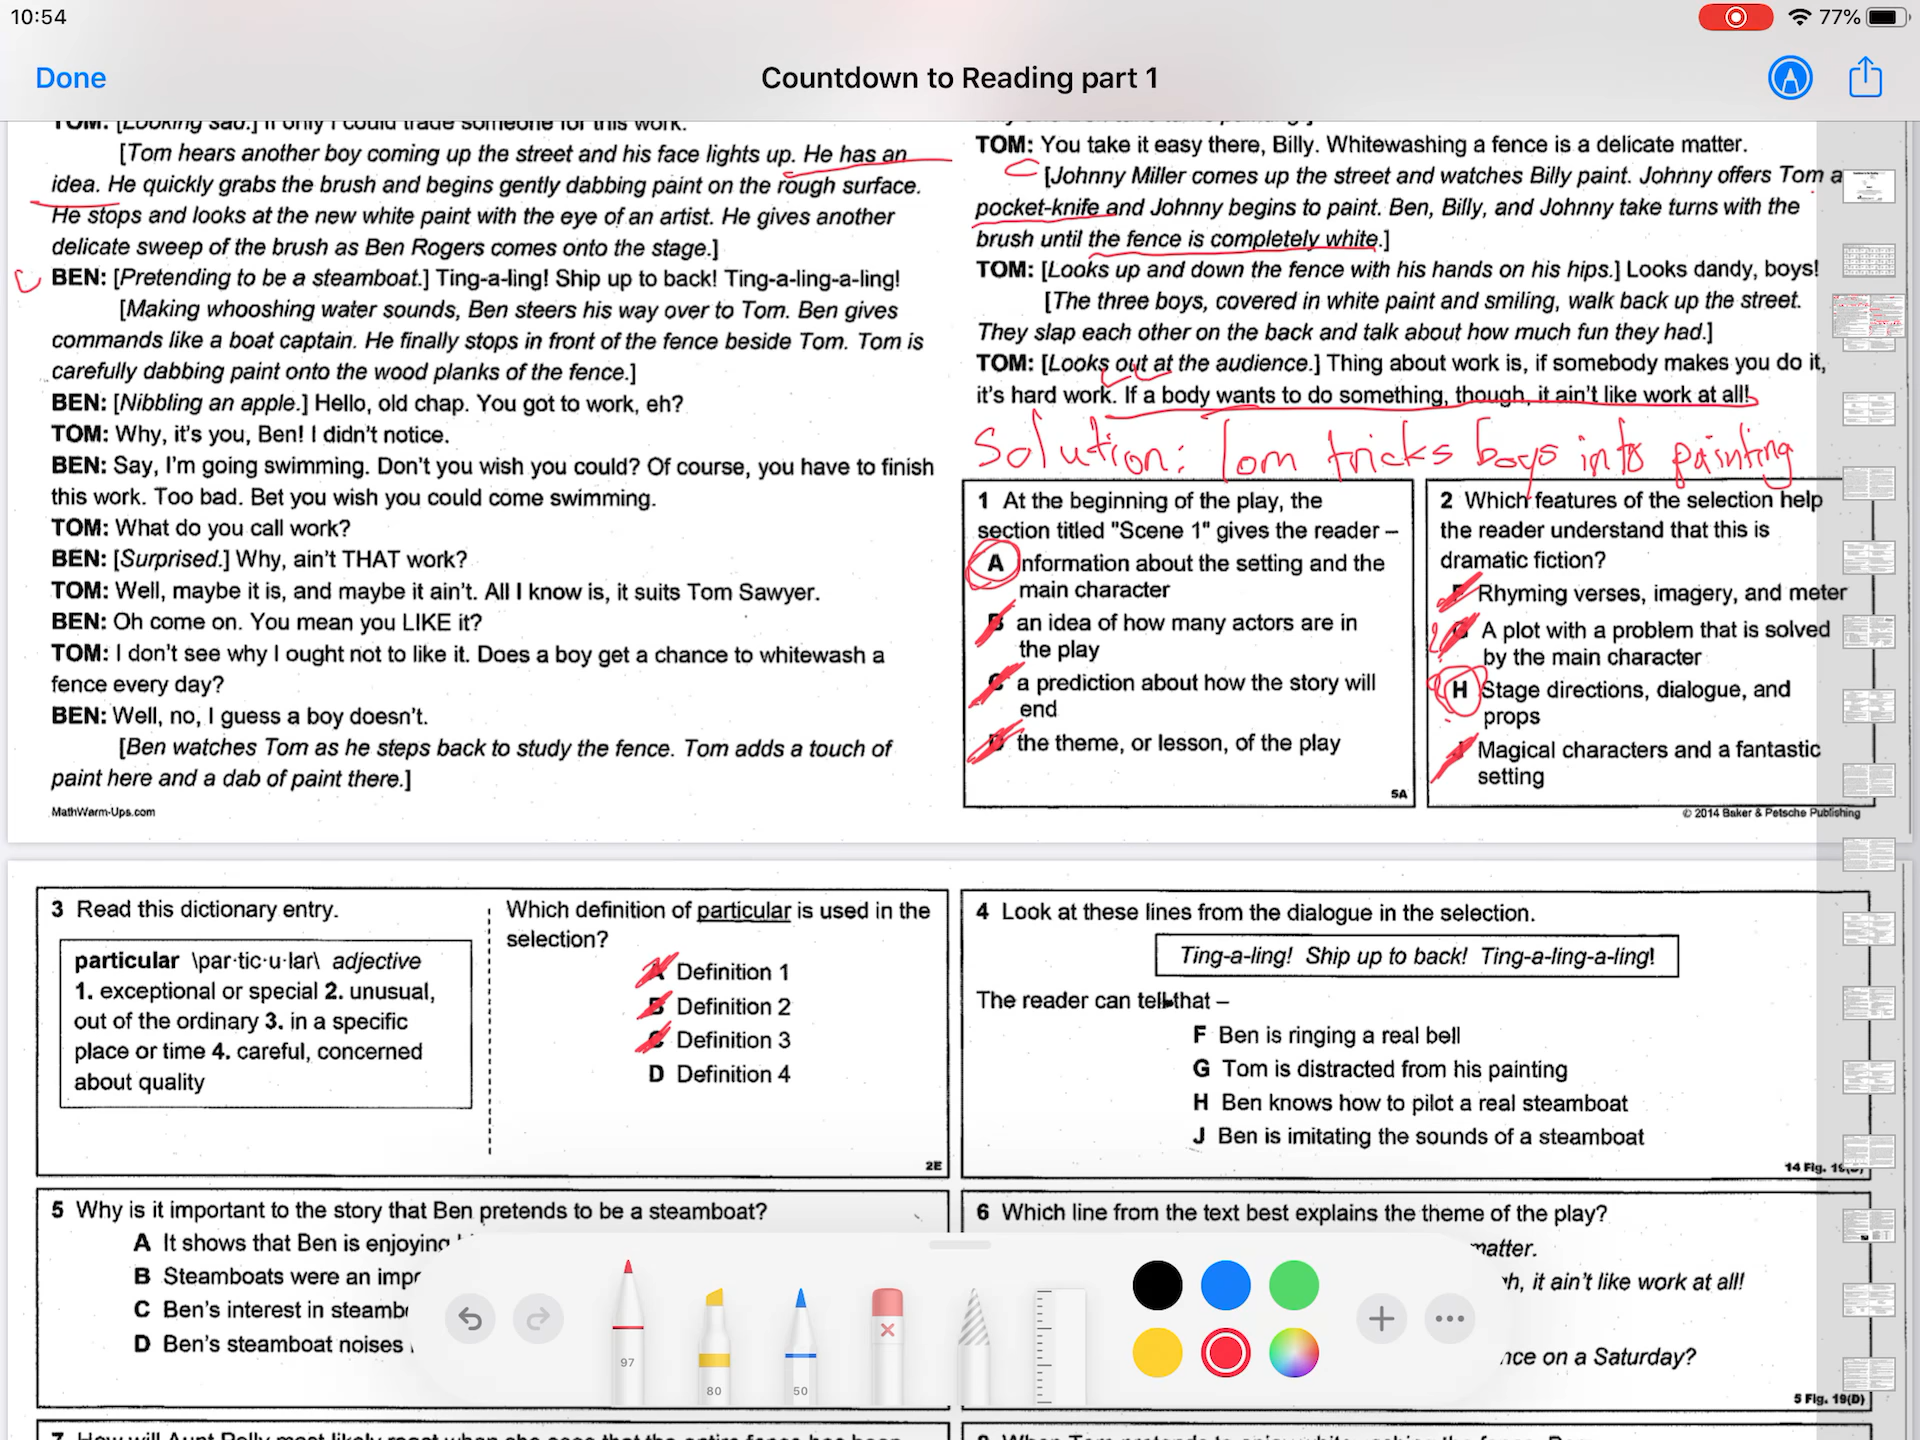 10:54
77%
Done
Countdown to Reading part 1
TOM: [Looking sad.] If only I could trade someone for this work.
[Tom hears another boy coming up the street and his face lights up. He has an
idea. He quickly grabs the brush and begins gently dabbing paint on the rough surface.
He stops and looks at the new white paint with the eye of an artist. He gives another
delicate sweep of the brush as Ben Rogers comes onto the stage.]
BEN: [Pretending to be a steamboat.] Ting-a-ling! Ship up to back! Ting-a-ling-a-ling!
[Making whooshing water sounds, Ben steers his way over to Tom. Ben gives
commands like a boat captain. He finally stops in front of the fence beside Tom. Tom is
carefully dabbing paint onto the wood planks of the fence.]
BEN: [Nibbling an apple.] Hello, old chap. You got to work, eh?
TOM: Why, it's you, Ben! I didn't notice.
BEN: Say, I'm going swimming. Don't you wish you could? Of course, you have to finish
this work. Too bad. Bet you wish you could come swimming.
TOM: What do you call work?
BEN: [Surprised.] Why, ain't THAT work?
TOM: Well, maybe it is, and maybe it ain't. All I know is, it suits Tom Sawyer.
BEN: Oh come on. You mean you LIKE it?
TOM: I don't see why I ought not to like it. Does a boy get a chance to whitewash a
fence every day?
BEN: Well, no, I guess a boy doesn't.
[Ben watches Tom as he steps back to study the fence. Tom adds a touch of
paint here and a dab of paint there.]
MathWarm-Ups.com
TOM: You take it easy there, Billy. Whitewashing a fence is a delicate matter.
[Johnny Miller comes up the street and watches Billy paint. Johnny offers Tom a
pocket-knife and Johnny begins to paint. Ben, Billy, and Johnny take turns with the
brush until the fence is completely white.]
TOM: [Looks up and down the fence with his hands on his hips.] Looks dandy, boys!
[The three boys, covered in white paint and smiling, walk back up the street.
They slap each other on the back and talk about how much fun they had.]
TOM: [Looks out at the audience.] Thing about work is, if somebody makes you do it,
it's hard work. If a body wants to do something, though, it ain't like work at all!
Solution: Tom tricks boys into painting
1 At the beginning of the play, the
section titled "Scene 1" gives the reader –
A information about the setting and the
main character
B an idea of how many actors are in
the play
C a prediction about how the story will
end
D the theme, or lesson, of the play
5A
2 Which features of the selection help
the reader understand that this is
dramatic fiction?
F Rhyming verses, imagery, and meter
G A plot with a problem that is solved
by the main character
H Stage directions, dialogue, and
props
J Magical characters and a fantastic
setting
© 2014 Baker & Petsche Publishing
3 Read this dictionary entry.
particular \par·tic·u·lar\ adjective
1. exceptional or special 2. unusual,
out of the ordinary 3. in a specific
place or time 4. careful, concerned
about quality
Which definition of particular is used in the
selection?
A Definition 1
B Definition 2
C Definition 3
D Definition 4
2E
4 Look at these lines from the dialogue in the selection.
Ting-a-ling! Ship up to back! Ting-a-ling-a-ling!
The reader can tell that –
F Ben is ringing a real bell
G Tom is distracted from his painting
H Ben knows how to pilot a real steamboat
J Ben is imitating the sounds of a steamboat
14 Fig. 19(D)
5 Why is it important to the story that Ben pretends to be a steamboat?
A It shows that Ben is enjoying
B Steamboats were an
C Ben's interest in
D Ben's steamboat noises
6 Which line from the text best explains the theme of the play?
matter.
it ain't like work at all!
on a Saturday?
5 Fig. 19(D)
97
80
50